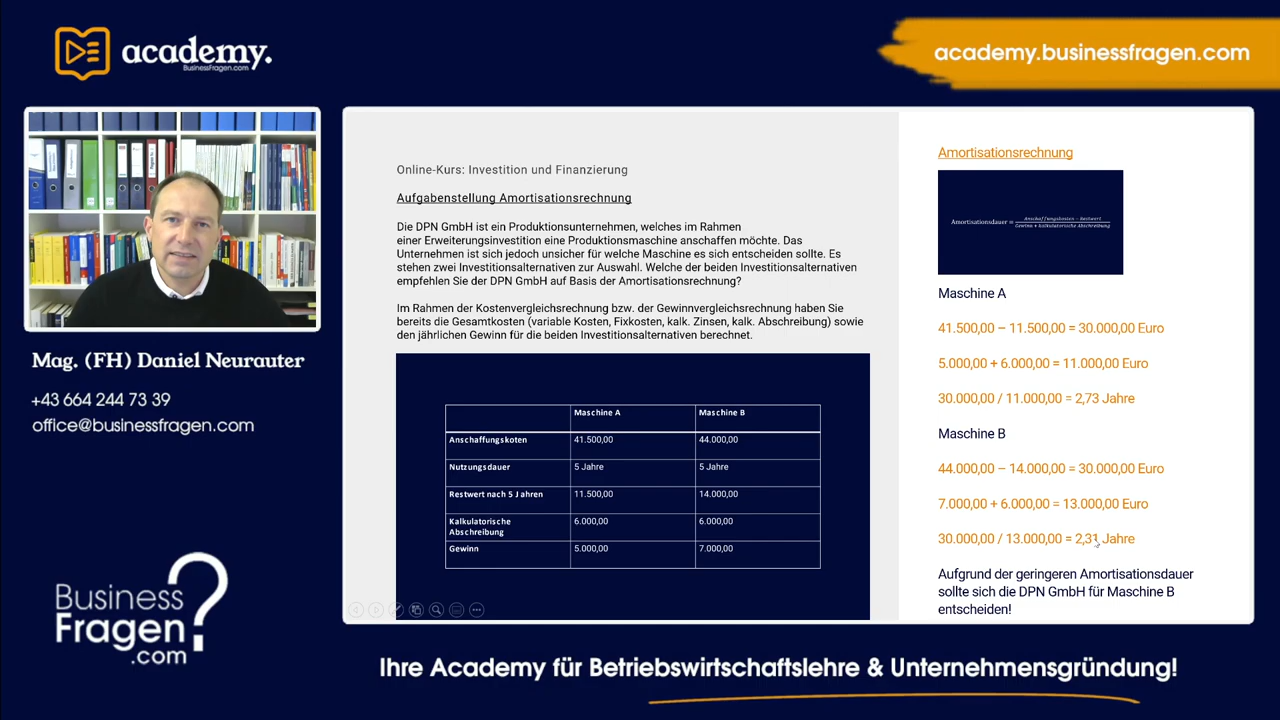 academy.
BusinessFragen.com
academy.businessfragen.com
Mag. (FH) Daniel Neurauter
+43 664 244 73 39
office@businessfragen.com
Business
Fragen
.com
?
Online-Kurs: Investition und Finanzierung
Aufgabenstellung Amortisationsrechnung
Die DPN GmbH ist ein Produktionsunternehmen, welches im Rahmen
einer Erweiterungsinvestition eine Produktionsmaschine anschaffen möchte. Das
Unternehmen ist sich jedoch unsicher für welche Maschine es sich entscheiden sollte. Es
stehen zwei Investitionsalternativen zur Auswahl. Welche der beiden Investitionsalternativen
empfehlen Sie der DPN GmbH auf Basis der Amortisationsrechnung?
Im Rahmen der Kostenvergleichsrechnung bzw. der Gewinnvergleichsrechnung haben Sie
bereits die Gesamtkosten (variable Kosten, Fixkosten, kalk. Zinsen, kalk. Abschreibung) sowie
den jährlichen Gewinn für die beiden Investitionsalternativen berechnet.
Maschine A Maschine B
Anschaffungskoten 41.500,00 44.000,00
Nutzungsdauer 5 Jahre 5 Jahre
Restwert nach 5 Jahren 11.500,00 14.000,00
Kalkulatorische 6.000,00 6.000,00
Abschreibung
Gewinn 5.000,00 7.000,00
Amortisationsrechnung
Anschaffungskosten − Restwert
Amortisationsdauer =
Gewinn + kalkulatorische Abschreibung
Maschine A
41.500,00 – 11.500,00 = 30.000,00 Euro
5.000,00 + 6.000,00 = 11.000,00 Euro
30.000,00 / 11.000,00 = 2,73 Jahre
Maschine B
44.000,00 – 14.000,00 = 30.000,00 Euro
7.000,00 + 6.000,00 = 13.000,00 Euro
30.000,00 / 13.000,00 = 2,31 Jahre
Aufgrund der geringeren Amortisationsdauer
sollte sich die DPN GmbH für Maschine B
entscheiden!
Ihre Academy für Betriebswirtschaftslehre & Unternehmensgründung!